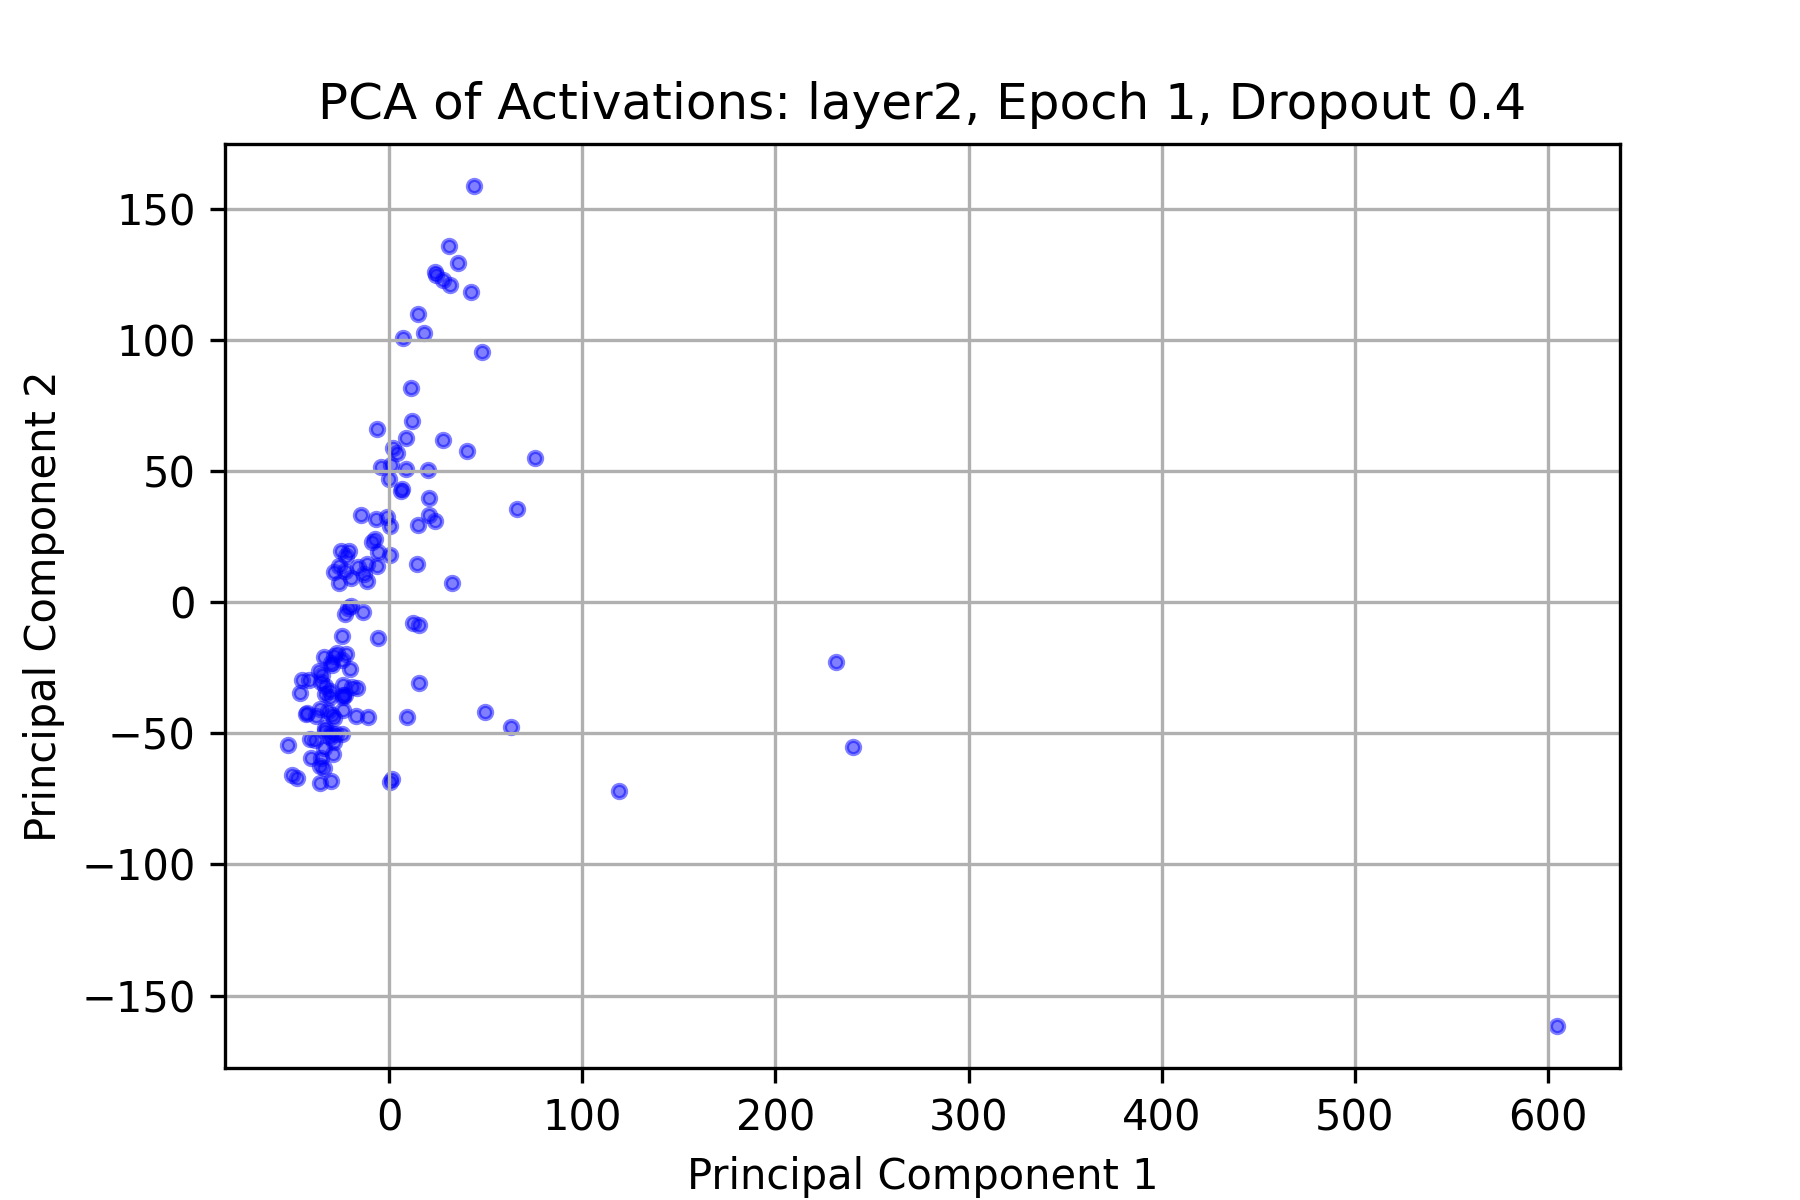 PCA of Activations: layer2, Epoch 1, Dropout 0.4
150
100
50
0
−50
−100
−150
Principal Component 2
0 100 200 300 400 500 600
Principal Component 1